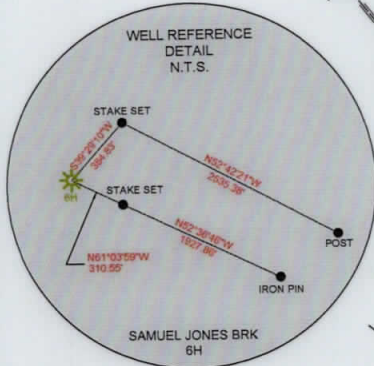 WELL REFERENCE
DETAIL
N.T.S.
STAKE SET
S39°29'10"W
394.83'
N52°42'21"W
2535.38'
6H
STAKE SET
N52°36'46"W
1927.86'
POST
N61°03'59"W
310.55'
IRON PIN
SAMUEL JONES BRK
6H